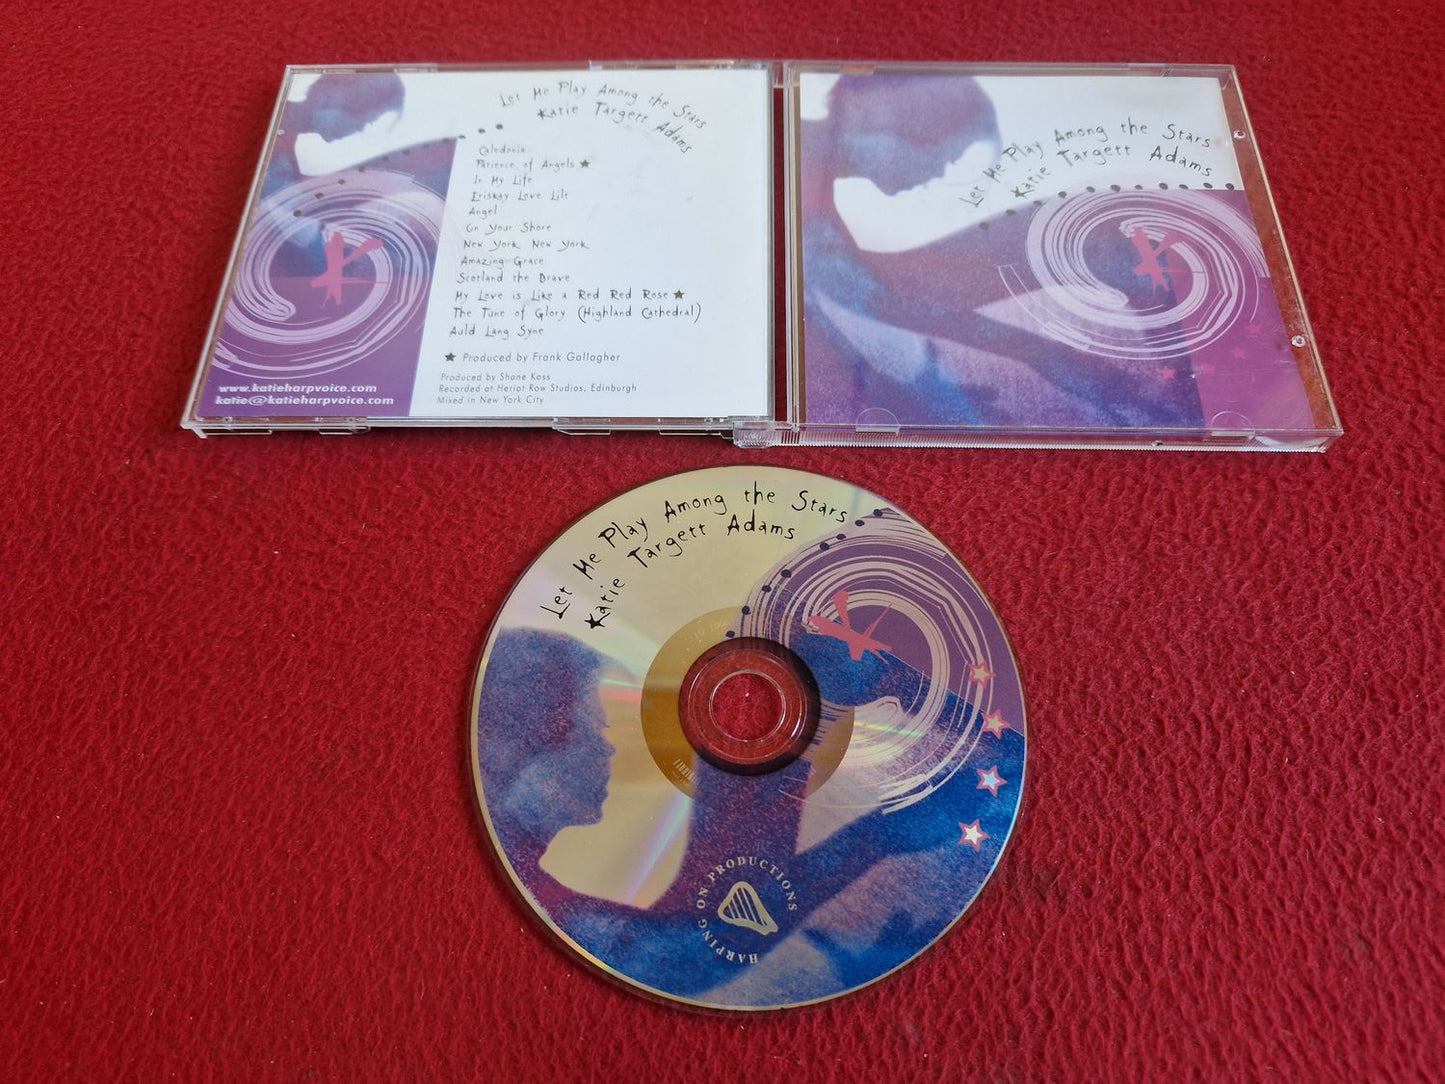 Let Me Play Among the Stars
Katie Targett Adams
Caledonia
Patience of Angels ★
In My Life
Eriskay Love Lilt
Angel
On Your Shore
New York New York
Amazing Grace
Scotland the Brave
My Love is Like a Red Red Rose ★
The Tune of Glory (Highland Cathedral)
Auld Lang Syne
★ Produced by Frank Gallagher
Produced by Shane Koss
Recorded at Heriot Row Studios, Edinburgh
Mixed in New York City
www.katieharpvoice.com
katie@katieharpvoice.com
Let Me Play Among the Stars
Katie Targett Adams
K
Let Me Play Among the Stars
Katie Targett Adams
HARPING ON PRODUCTIONS